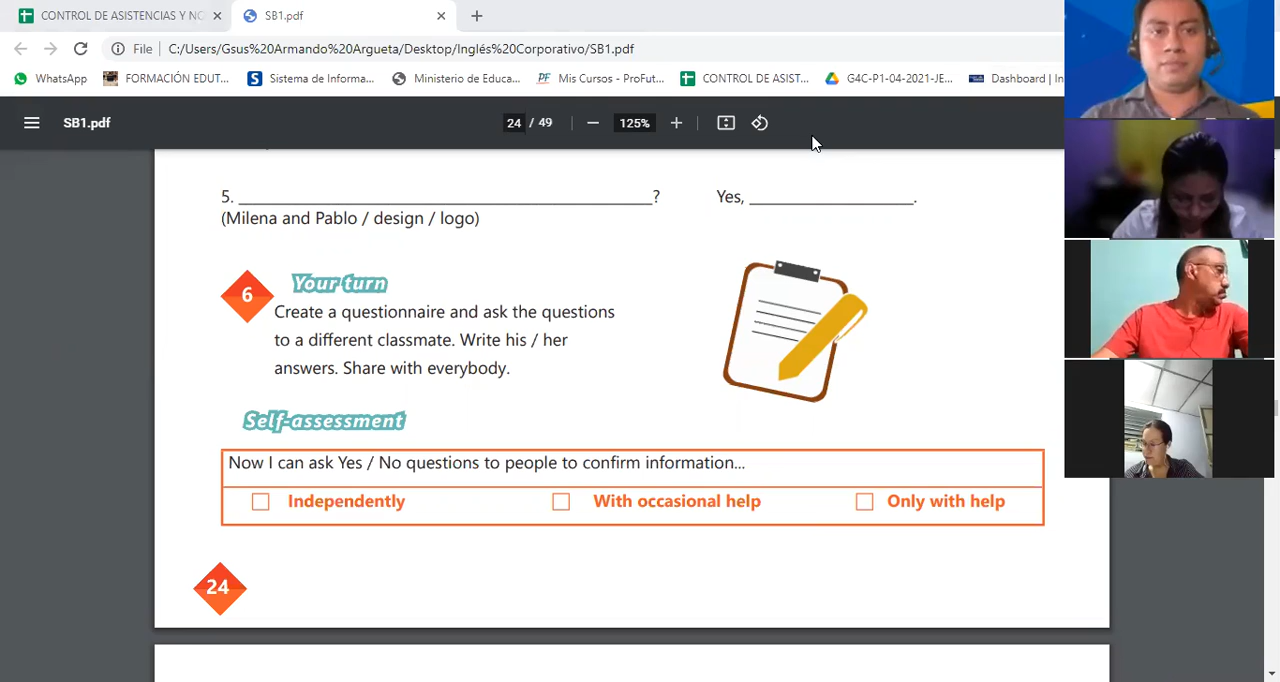 CONTROL DE ASISTENCIAS Y NO
SB1.pdf
File
C:/Users/Gsus%20Armando%20Argueta/Desktop/Inglés%20Corporativo/SB1.pdf
WhatsApp
FORMACIÓN EDUT...
Sistema de Informa...
Ministerio de Educa...
PF Mis Cursos - ProFut...
CONTROL DE ASIST...
G4C-P1-04-2021-JE...
Dashboard | In
SB1.pdf
24 / 49
125%
5. ______________________________________? Yes, __________________.
(Milena and Pablo / design / logo)
6
Your turn
Create a questionnaire and ask the questions
to a different classmate. Write his / her
answers. Share with everybody.
Self-assessment
Now I can ask Yes / No questions to people to confirm information...
Independently
With occasional help
Only with help
24